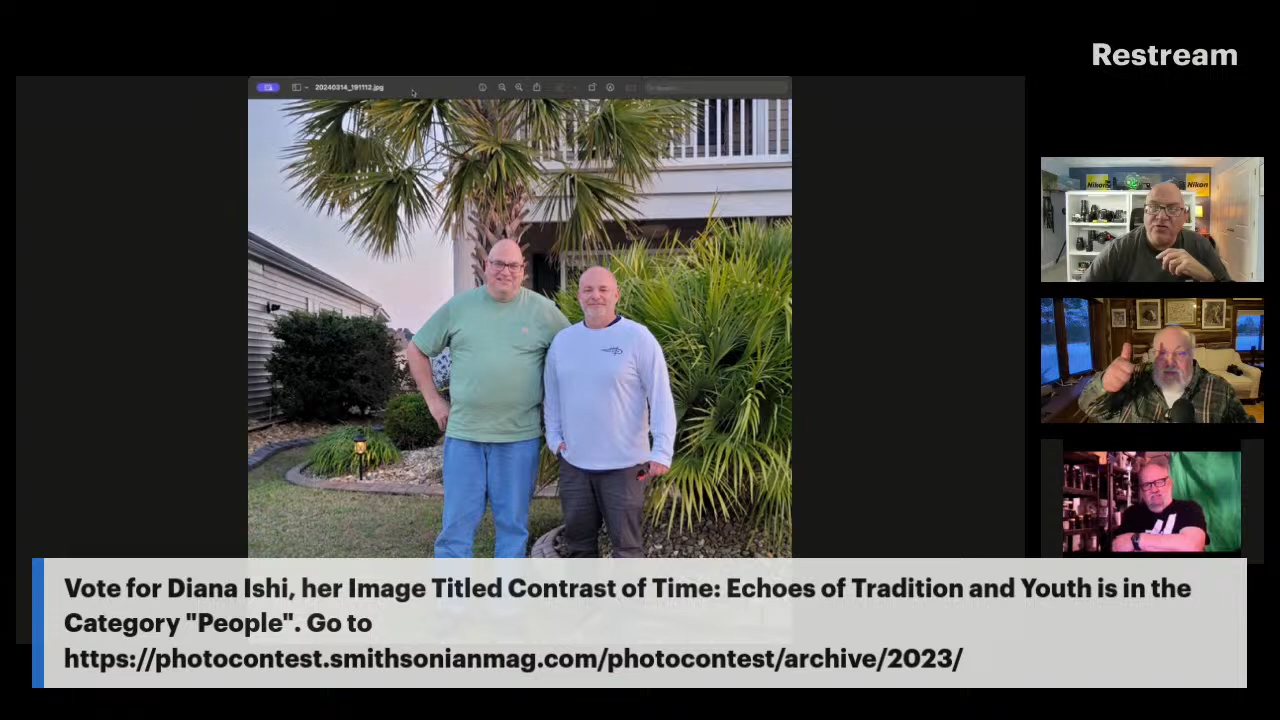 Restream
20240314_191112.jpg
Nikon
Nikon
Vote for Diana Ishi, her Image Titled Contrast of Time: Echoes of Tradition and Youth is in the
Category "People". Go to
https://photocontest.smithsonianmag.com/photocontest/archive/2023/